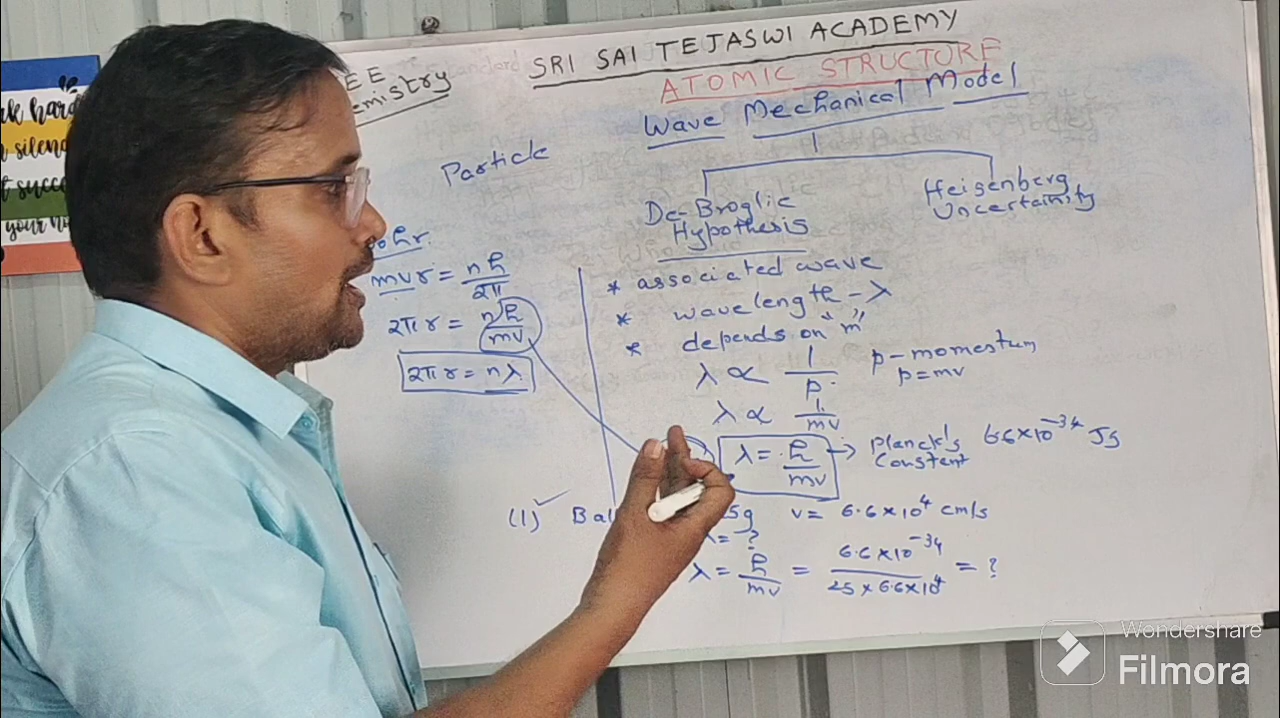 SRI SAI TEJASWI ACADEMY
ATOMIC STRUCTURE
Wave Mechanical Model
Particle
De-Broglie
Hypothesis
Heisenberg
Uncertainity
mvr = nh/2π
2πr = nh/mv
2πr = nλ
* associated wave
* wavelength - λ
* depends on "m"
λ ∝ 1/p
p - momentum
p = mv
λ ∝ 1/mv
λ = h/mv → Planck's Constant 6.6×10⁻³⁴ Js
(1) ✓
v = 6.6×10⁴ cm/s
= ?
λ = h/mv = 6.6×10⁻³⁴/25×6.6×10⁴ = ?
Wondershare
Filmora